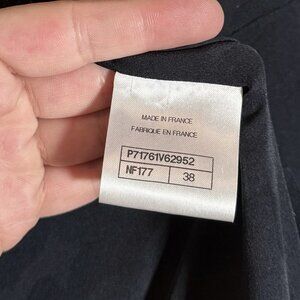 MADE IN FRANCE
FABRIQUE EN FRANCE
P71761V62952
NF177 38